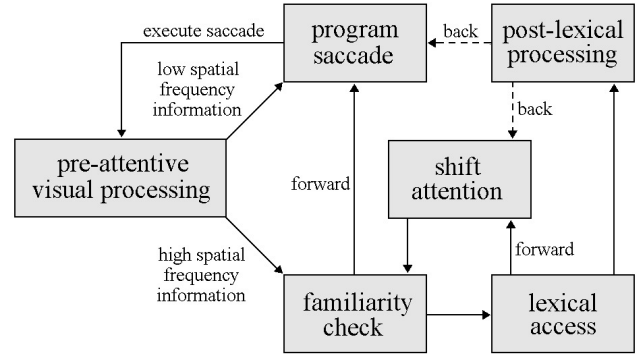 execute saccade
program
saccade
back
post-lexical
processing
low spatial
frequency
information
back
pre-attentive
visual processing
forward
shift
attention
high spatial
frequency
information
forward
familiarity
check
lexical
access